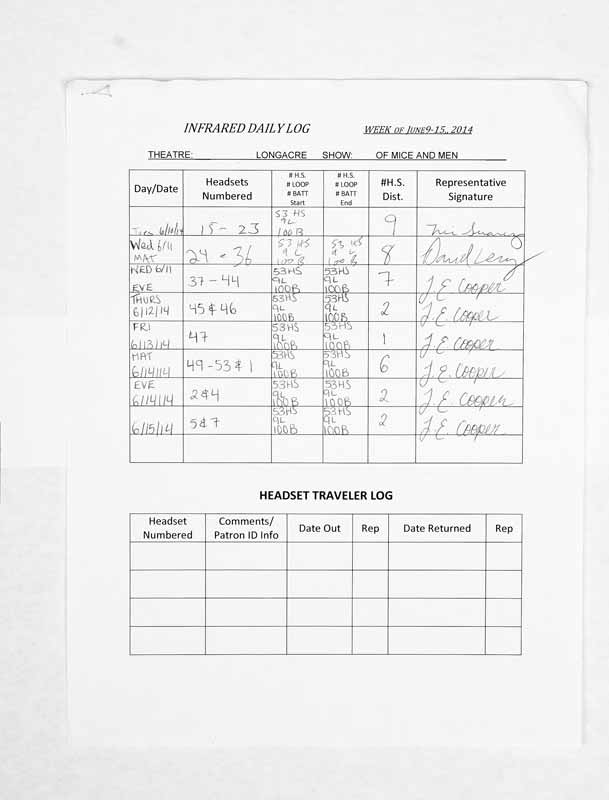 INFRARED DAILY LOG WEEK OF JUNE9-15, 2014
THEATRE: LONGACRE SHOW: OF MICE AND MEN
Day/Date
Headsets
Numbered
# H.S.
# LOOP
# BATT
Start
# H.S.
# LOOP
# BATT
End
#H.S.
Dist.
Representative
Signature
Tues 6/10/14 15 - 23
53 HS
9L
100 B
9
Wed 6/11
MAT
24 - 36
53 HS
9 L
100 B
53 HS
9 L
100 B
8
David
WED 6/11
EVE
37 - 44
53HS
9L
100B
53HS
9L
100B
7
J. E Cooper
THURS
6/12/14
45 & 46
53HS
9L
100B
53HS
9L
100B
2
J. E. Cooper
FRI
6/13/14
47
53HS
9L
100B
53HS
9L
100B
1
J. E. Cooper
MAT
6/14/14
49 - 53 & 1
53HS
9L
100B
53HS
9L
100B
6
J. E. Cooper
EVE
6/14/14
2 & 4
53HS
9L
100B
53HS
9L
100B
2
J. E. Cooper
6/15/14
5 & 7
53HS
9L
100B
53HS
9L
100B
2
J. E. Cooper
HEADSET TRAVELER LOG
Headset
Numbered
Comments/
Patron ID Info
Date Out
Rep
Date Returned
Rep